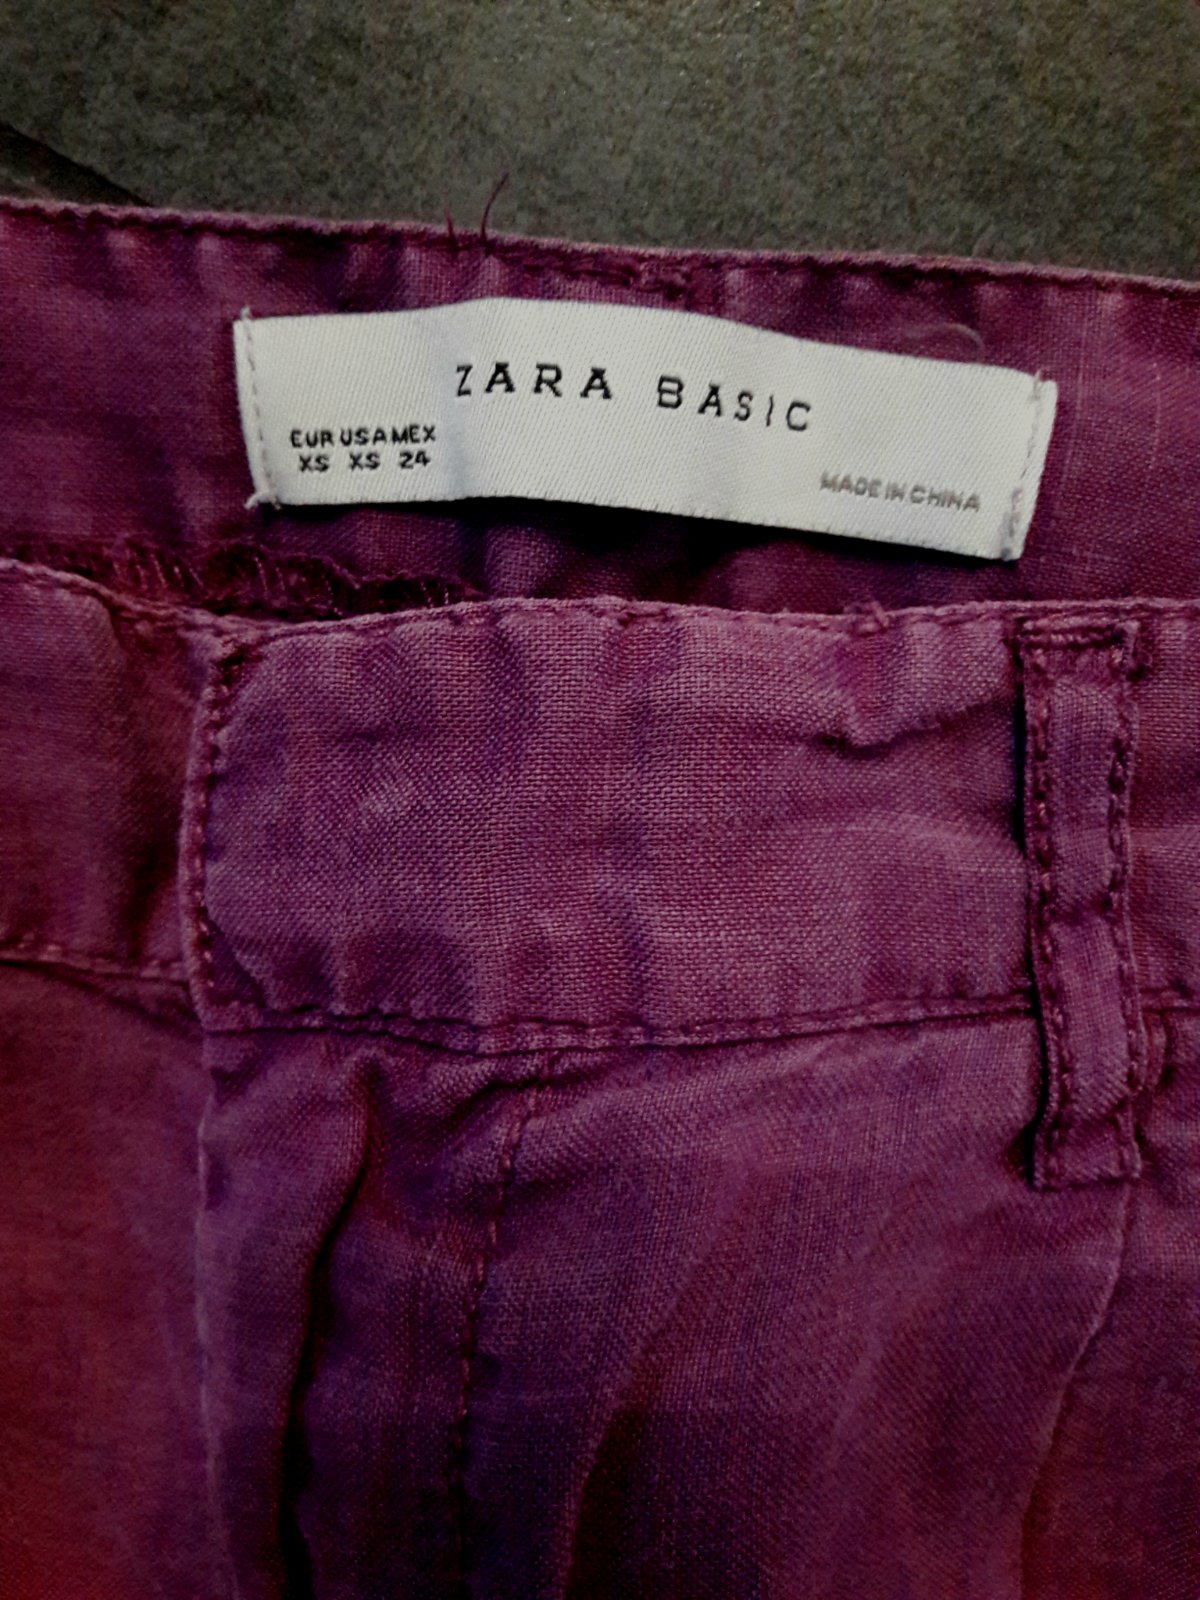 ZARA BASIC
EUR USA MEX
XS XS 24
MADE IN CHINA